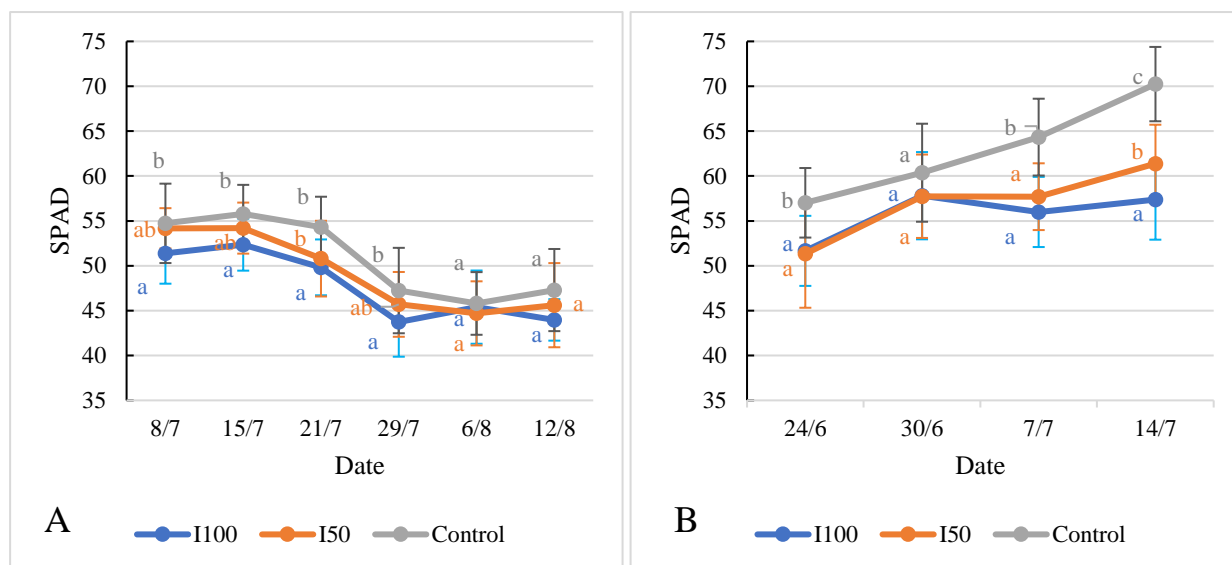 75
70
65
60
55
50
45
40
35
SPAD
b b b b a a
ab ab b ab a a
a a a a a a
8/7 15/7 21/7 29/7 6/8 12/8
Date
A I100 I50 Control
75
70
65
60
55
50
45
40
35
SPAD
b a b c
a a a b
a a a a
24/6 30/6 7/7 14/7
Date
B I100 I50 Control